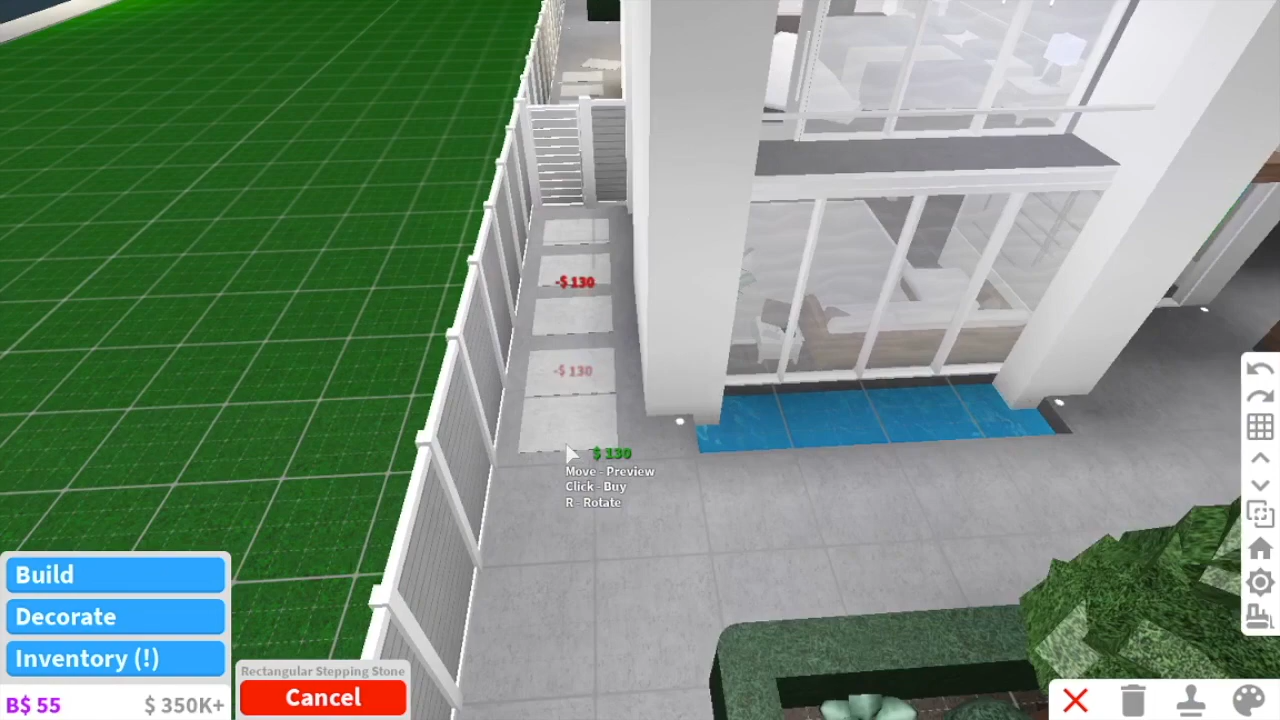 -$ 130
-$ 130
$ 130
Move - Preview
Click - Buy
R - Rotate
Build
Decorate
Inventory (!)
B$ 55 $ 350K+
Rectangular Stepping Stone
Cancel